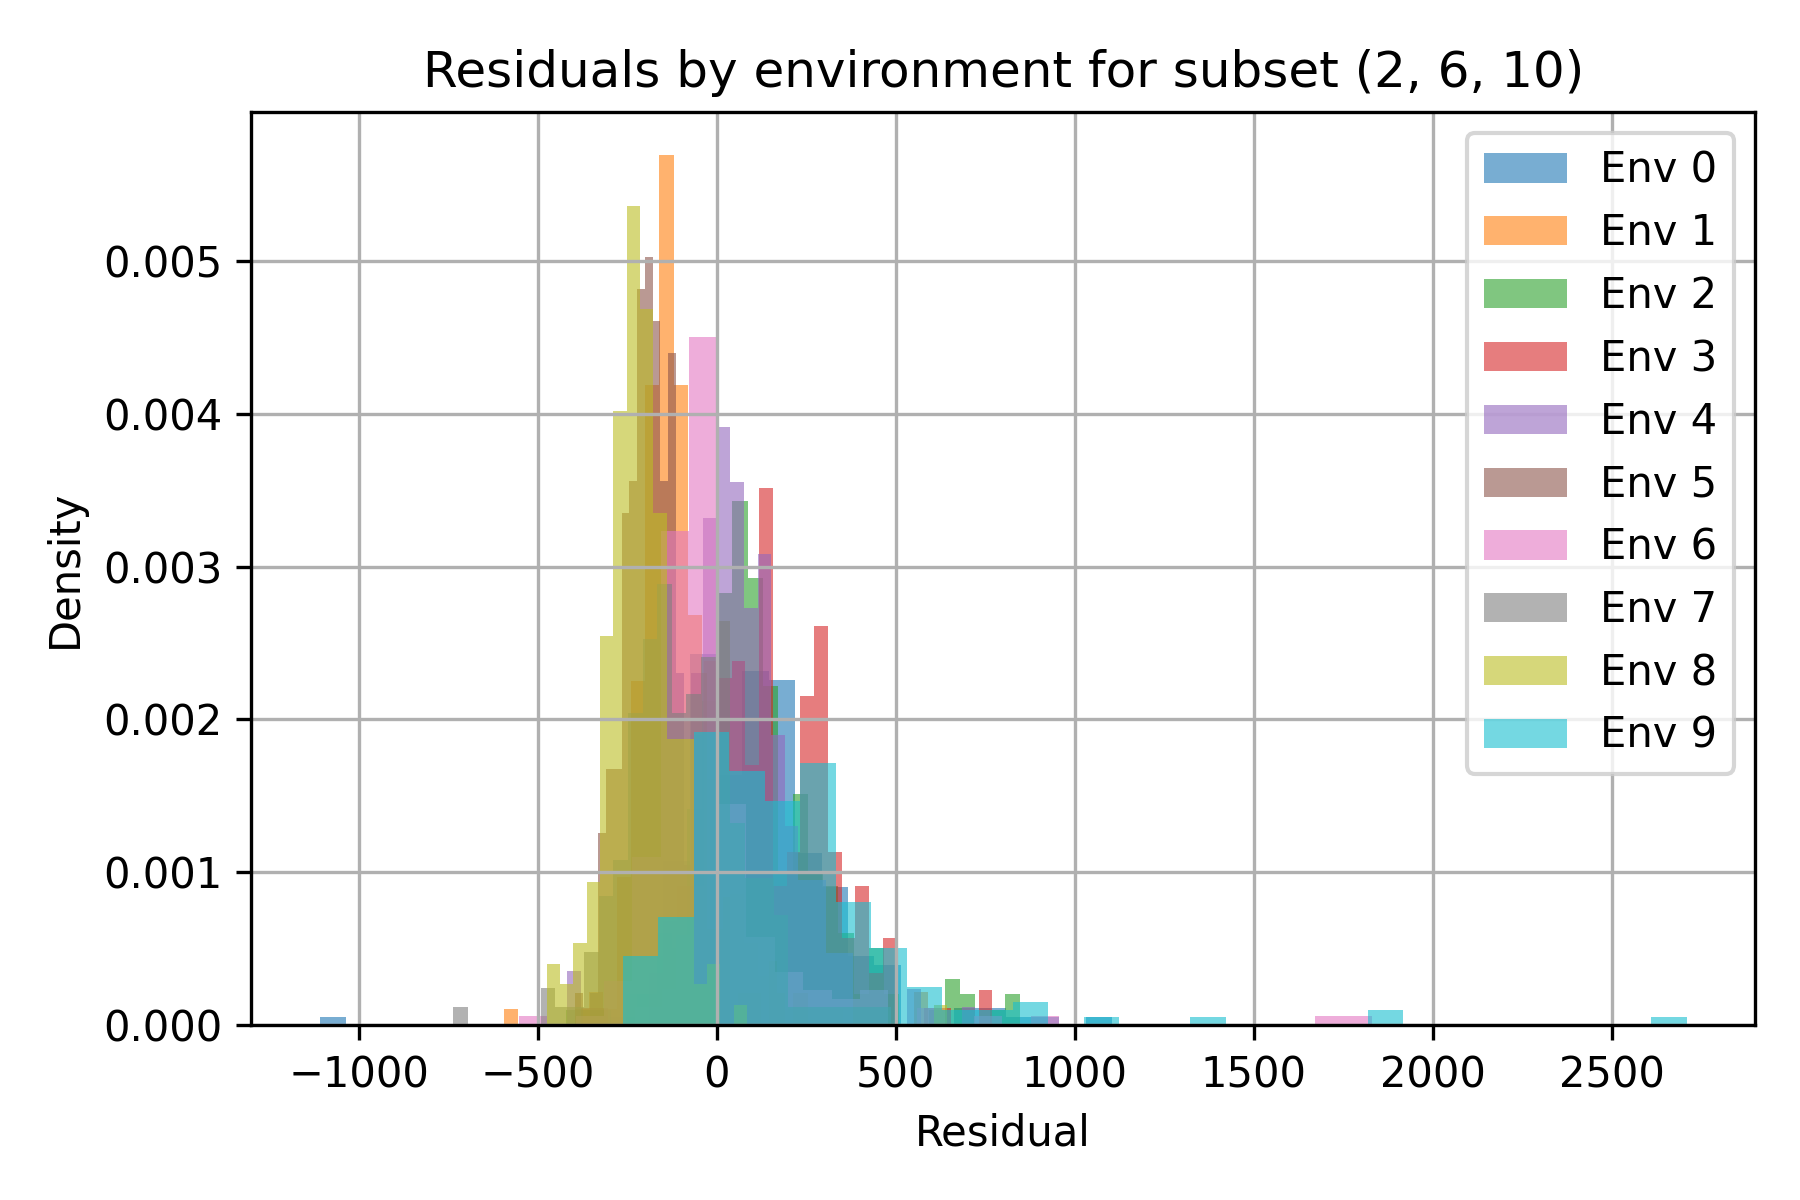 Residuals by environment for subset (2, 6, 10)
Density
0.005
0.004
0.003
0.002
0.001
0.000
−1000
−500
0
500
1000
1500
2000
2500
Residual
Env 0
Env 1
Env 2
Env 3
Env 4
Env 5
Env 6
Env 7
Env 8
Env 9